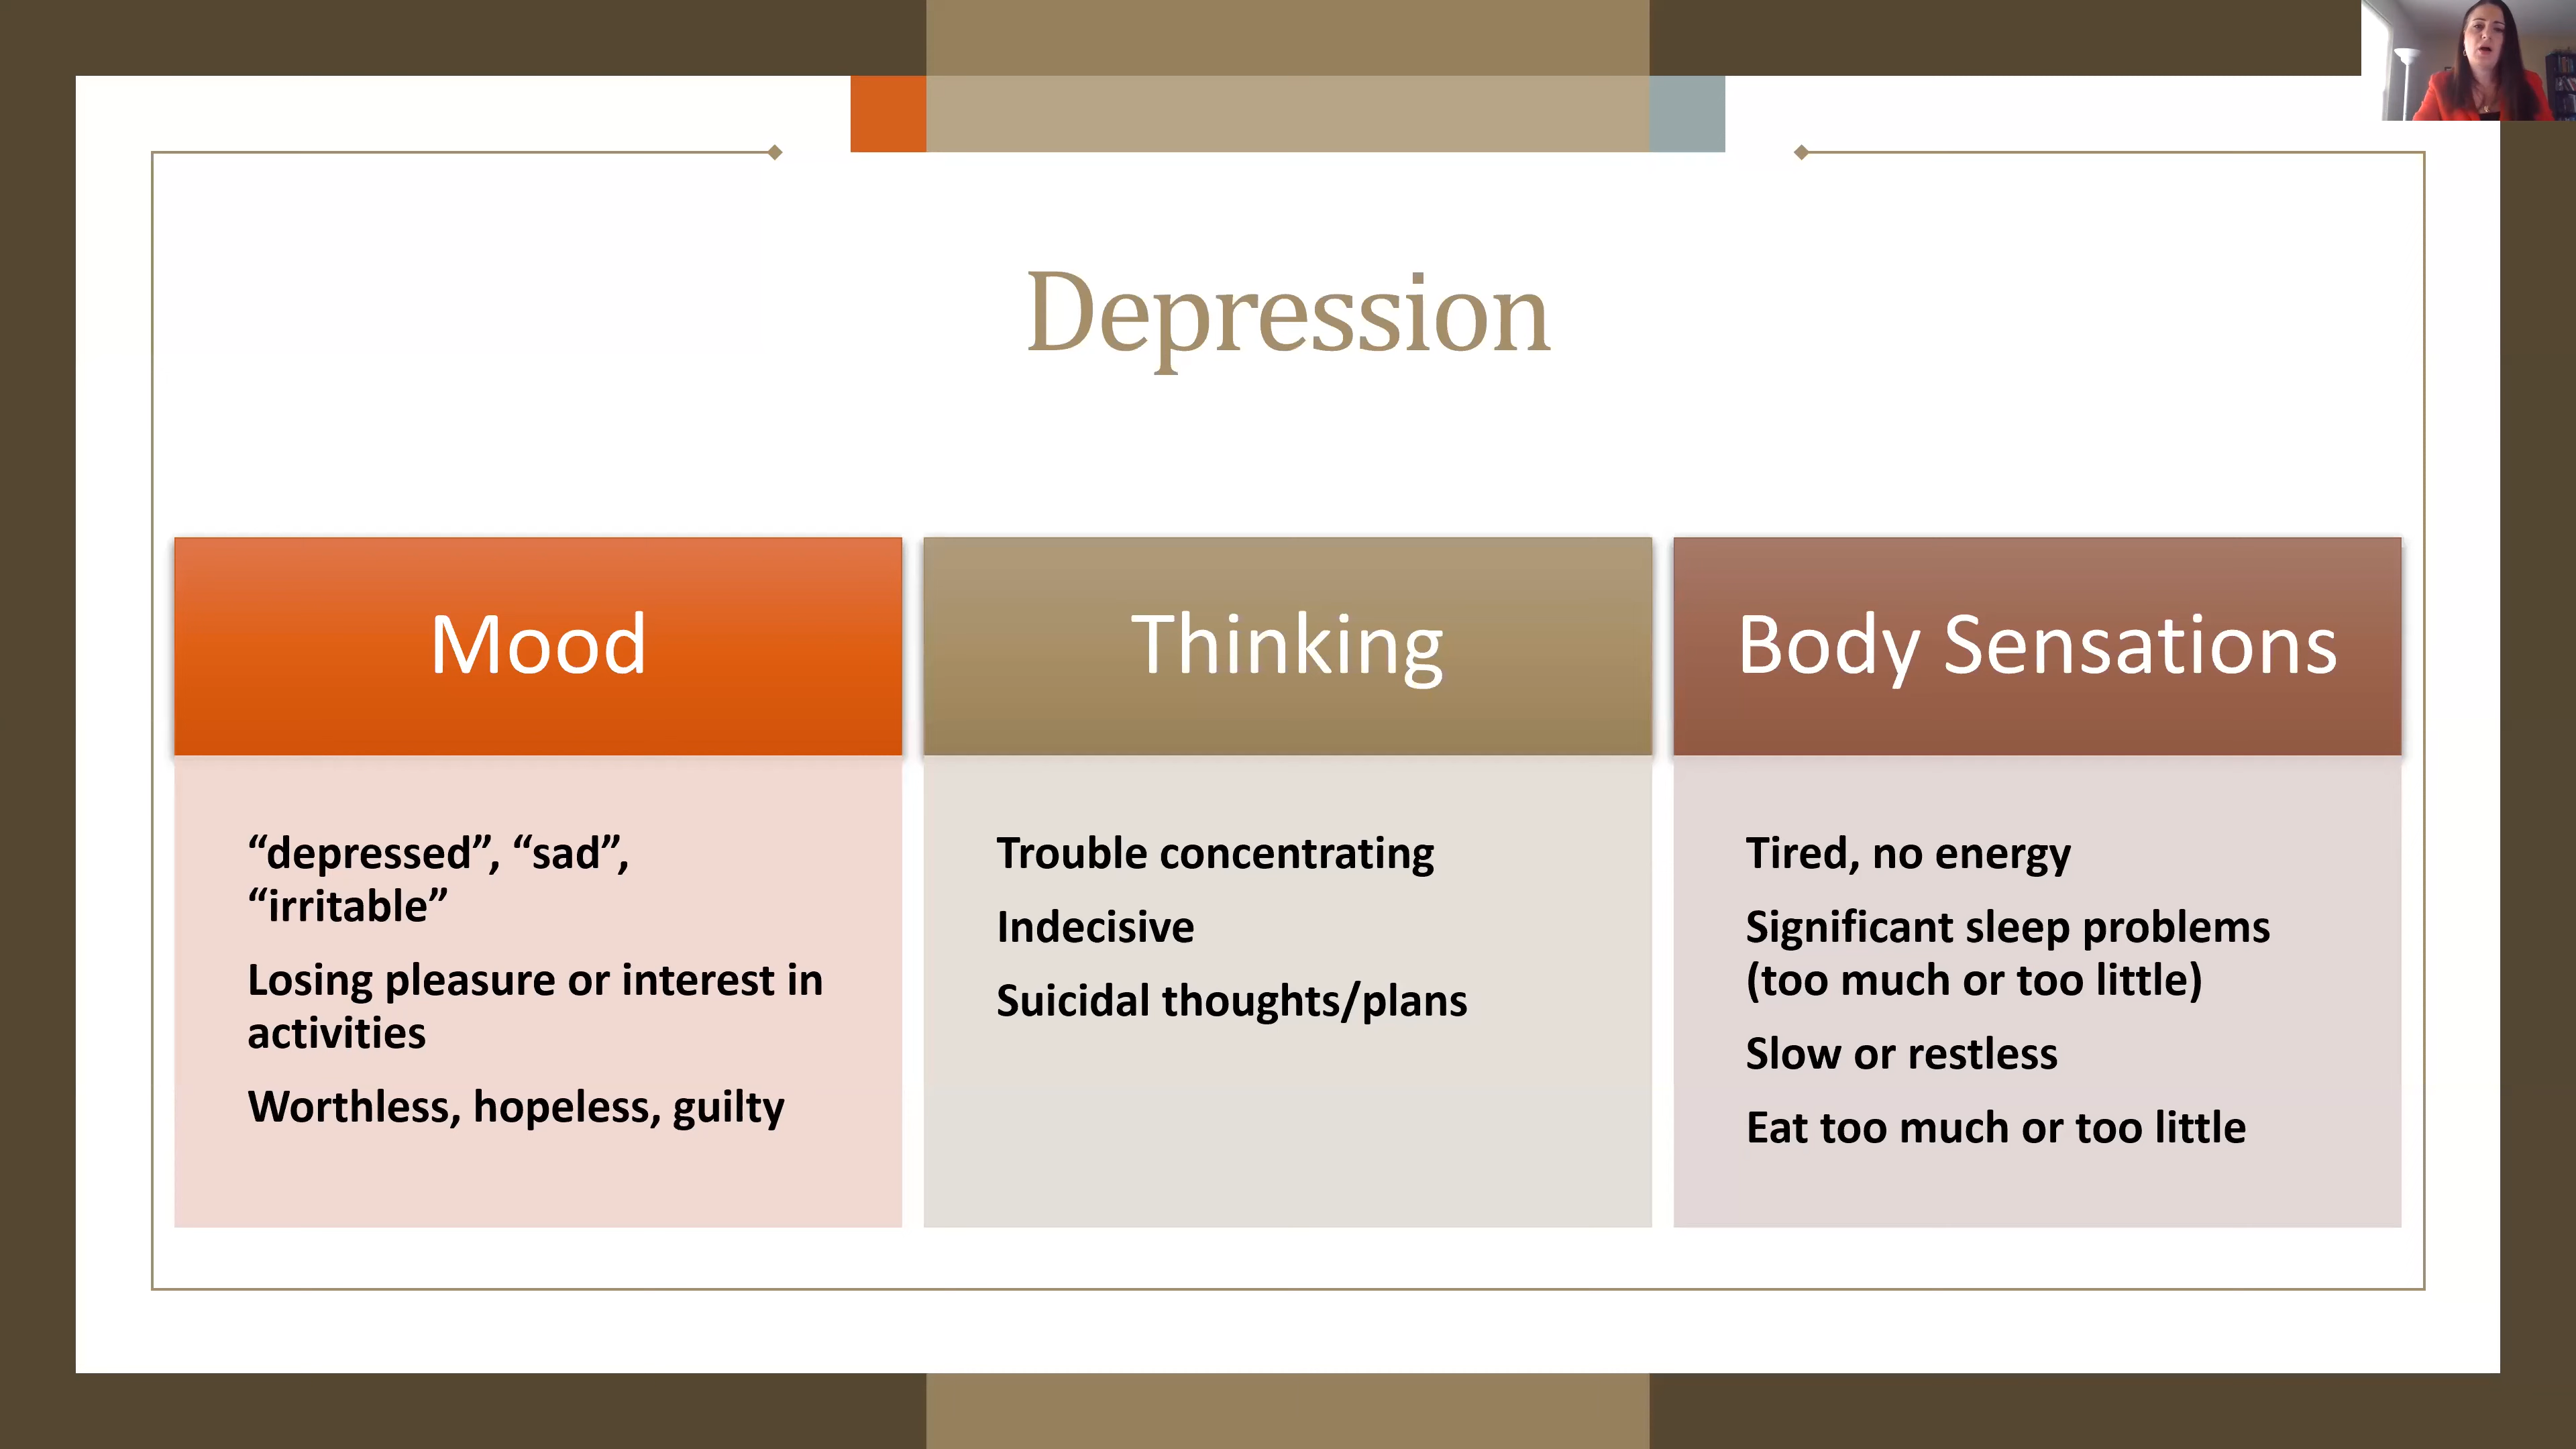 Depression
Mood
“depressed”, “sad”,
“irritable”
Losing pleasure or interest in
activities
Worthless, hopeless, guilty
Thinking
Trouble concentrating
Indecisive
Suicidal thoughts/plans
Body Sensations
Tired, no energy
Significant sleep problems
(too much or too little)
Slow or restless
Eat too much or too little